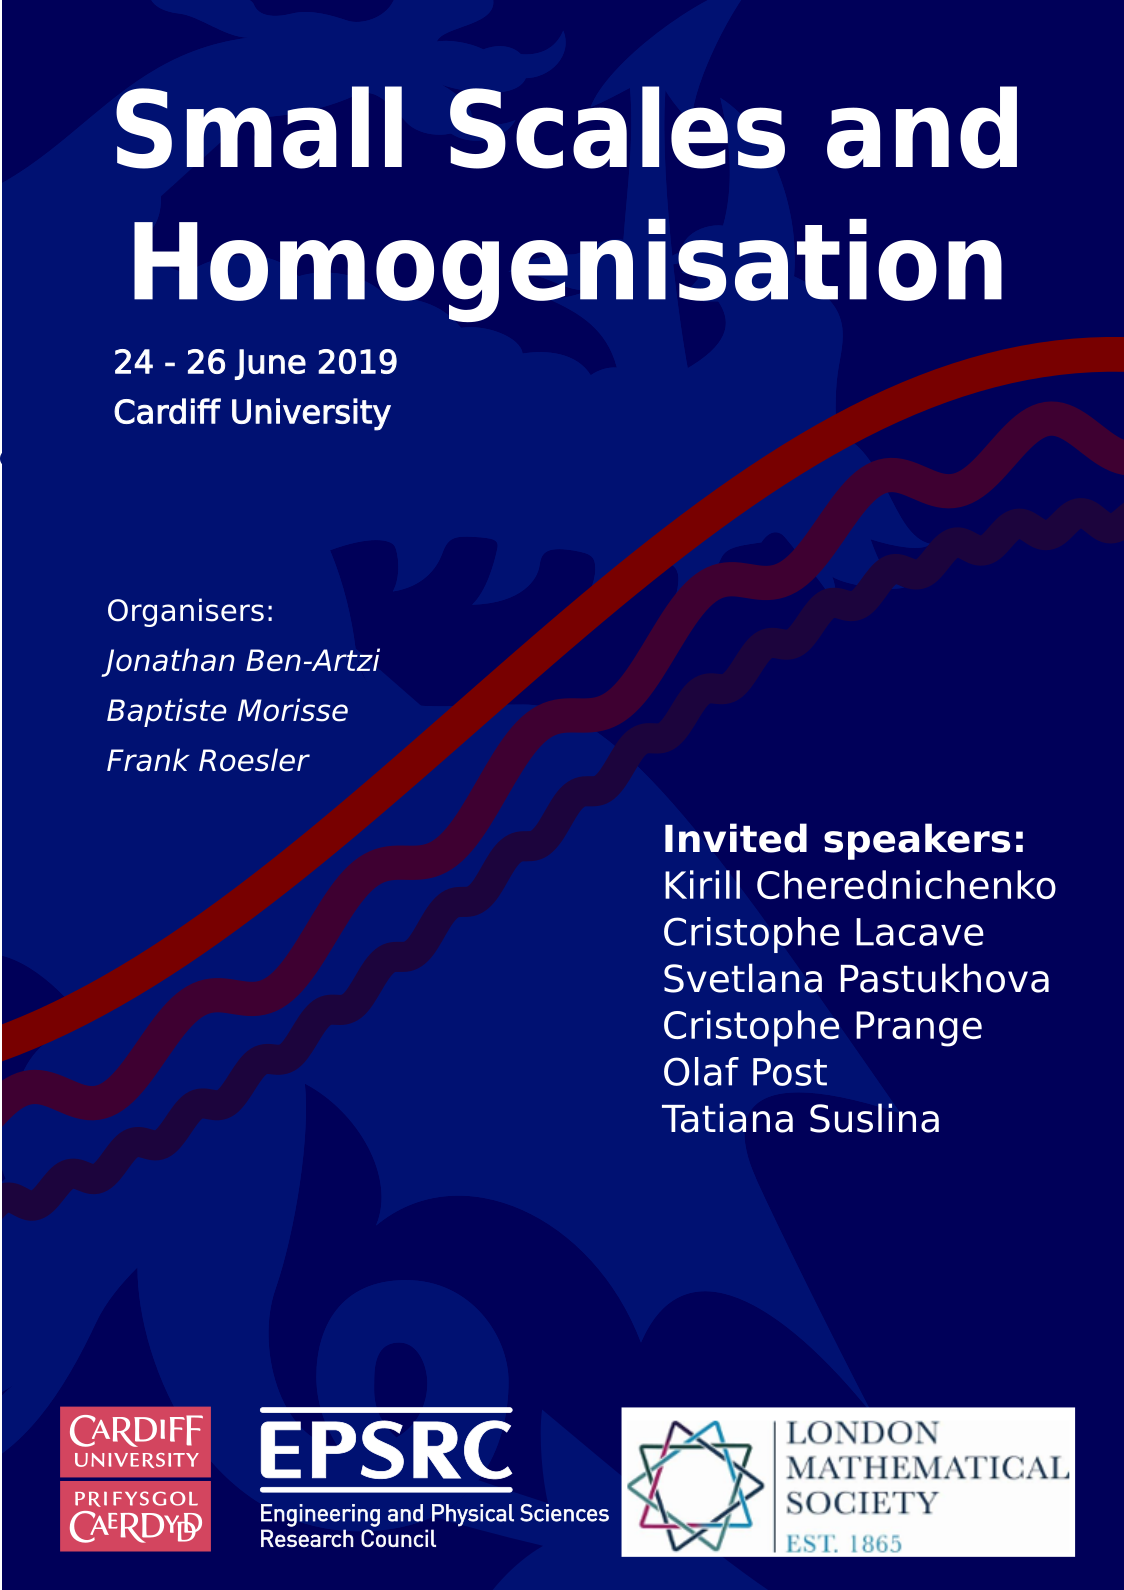 Small Scales and
Homogenisation
24 - 26 June 2019
Cardiff University
Organisers:
Jonathan Ben-Artzi
Baptiste Morisse
Frank Roesler
Invited speakers:
Kirill Cherednichenko
Cristophe Lacave
Svetlana Pastukhova
Cristophe Prange
Olaf Post
Tatiana Suslina
CARDIFF
UNIVERSITY
PRIFYSGOL
CAERDYDD
EPSRC
Engineering and Physical Sciences
Research Council
LONDON
MATHEMATICAL
SOCIETY
EST. 1865